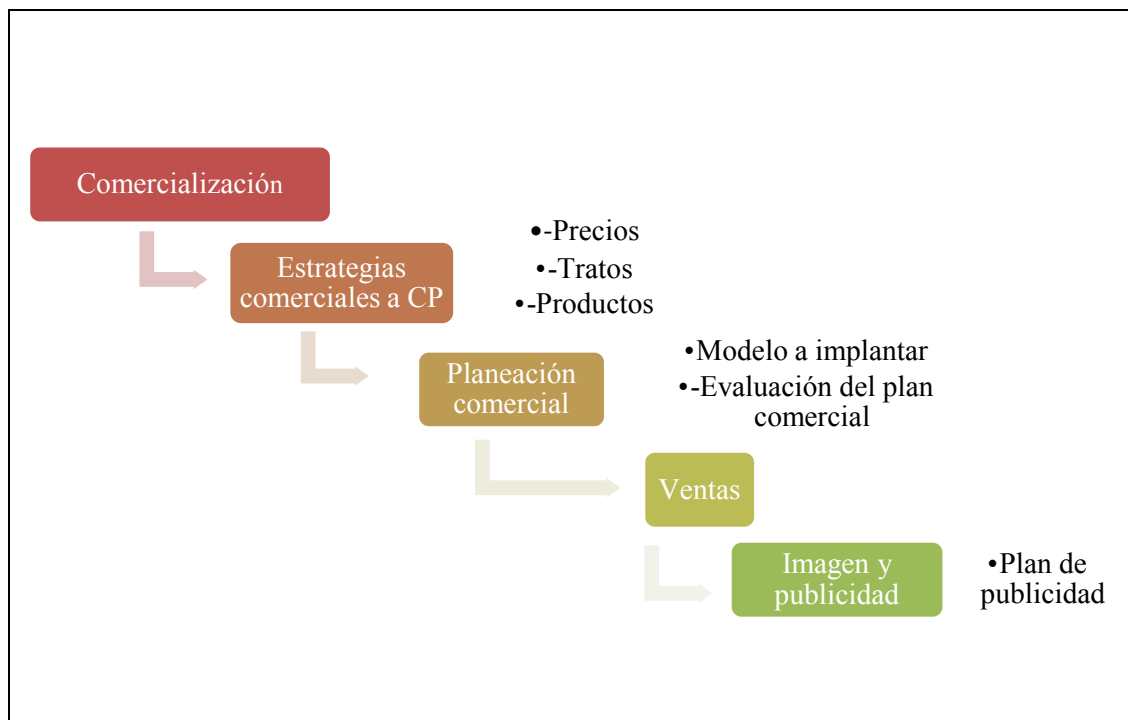 Comercialización
Estrategias
comerciales a CP
•-Precios
•-Tratos
•-Productos
Planeación
comercial
•Modelo a implantar
•-Evaluación del plan
comercial
Ventas
Imagen y
publicidad
•Plan de
publicidad